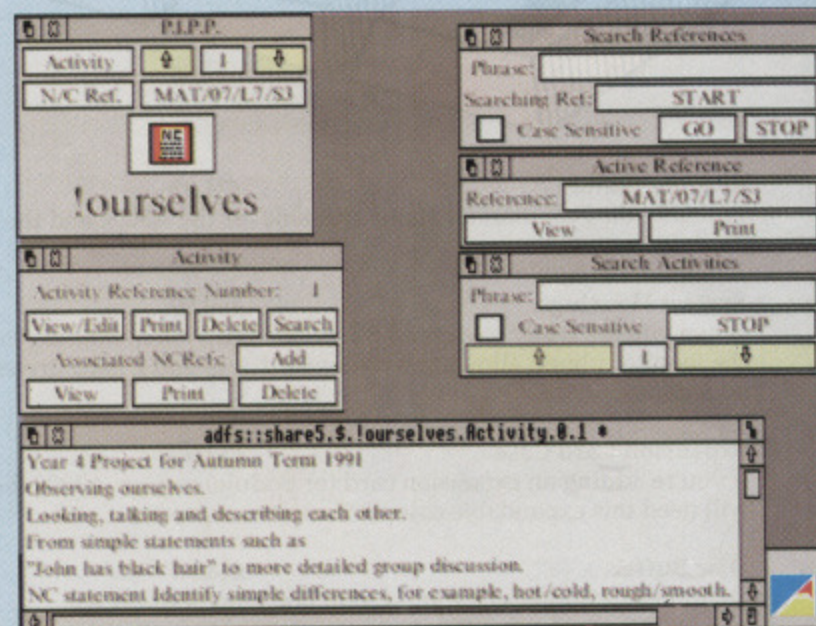 P.I.P.P.
Activity 1
N/C Ref. MAT/07/L7/S3
NC
!ourselves
Activity
Activity Reference Number: 1
View/Edit Print Delete Search
Associated NCRefs: Add
View Print Delete
Search References
Phrase:
Searching Ref: START
Case Sensitive GO STOP
Active Reference
Reference: MAT/07/L7/S3
View Print
Search Activities
Phrase:
Case Sensitive STOP
1
adfs::share5.$.!ourselves.Activity.0.1 *
Year 4 Project for Autumn Term 1991
Observing ourselves.
Looking, talking and describing each other.
From simple statements such as
"John has black hair" to more detailed group discussion.
NC statement Identify simple differences, for example, hot/cold, rough/smooth.